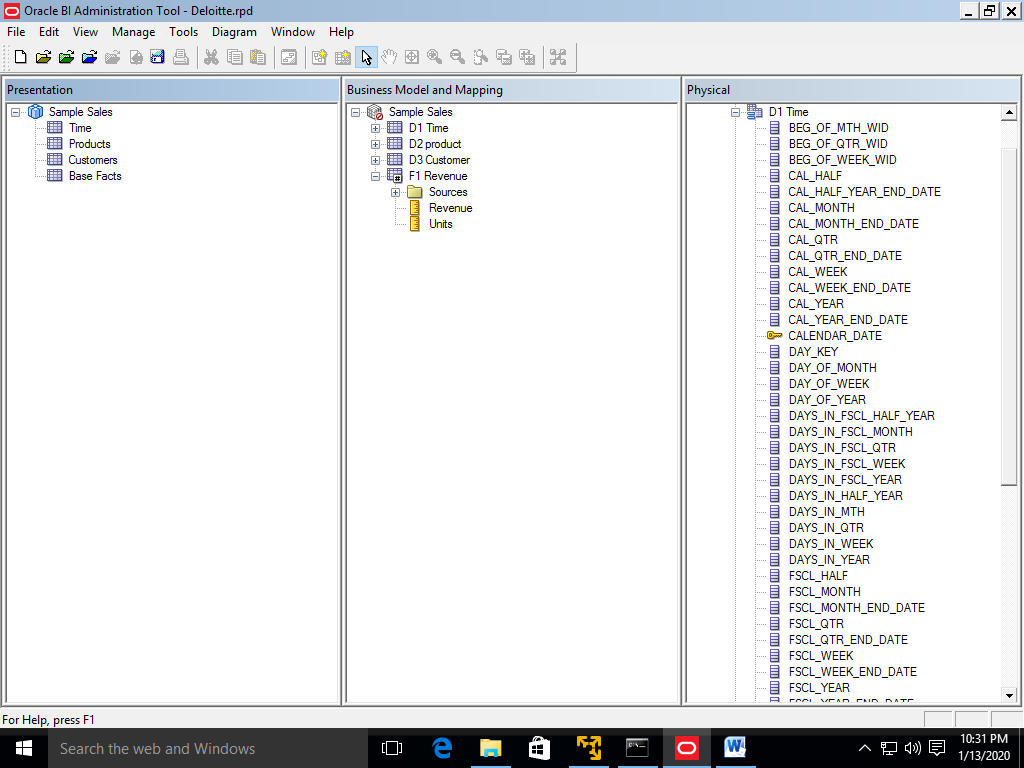 Oracle BI Administration Tool - Deloitte.rpd
File Edit View Manage Tools Diagram Window Help
Presentation
Sample Sales
Time
Products
Customers
Base Facts
Business Model and Mapping
Sample Sales
D1 Time
D2 product
D3 Customer
F1 Revenue
Sources
Revenue
Units
Physical
D1 Time
BEG_OF_MTH_WID
BEG_OF_QTR_WID
BEG_OF_WEEK_WID
CAL_HALF
CAL_HALF_YEAR_END_DATE
CAL_MONTH
CAL_MONTH_END_DATE
CAL_QTR
CAL_QTR_END_DATE
CAL_WEEK
CAL_WEEK_END_DATE
CAL_YEAR
CAL_YEAR_END_DATE
CALENDAR_DATE
DAY_KEY
DAY_OF_MONTH
DAY_OF_WEEK
DAY_OF_YEAR
DAYS_IN_FSCL_HALF_YEAR
DAYS_IN_FSCL_MONTH
DAYS_IN_FSCL_QTR
DAYS_IN_FSCL_WEEK
DAYS_IN_FSCL_YEAR
DAYS_IN_HALF_YEAR
DAYS_IN_MTH
DAYS_IN_QTR
DAYS_IN_WEEK
DAYS_IN_YEAR
FSCL_HALF
FSCL_MONTH
FSCL_MONTH_END_DATE
FSCL_QTR
FSCL_QTR_END_DATE
FSCL_WEEK
FSCL_WEEK_END_DATE
FSCL_YEAR
FSCL_YEAR_END_DATE
For Help, press F1
Search the web and Windows
10:31 PM
1/13/2020